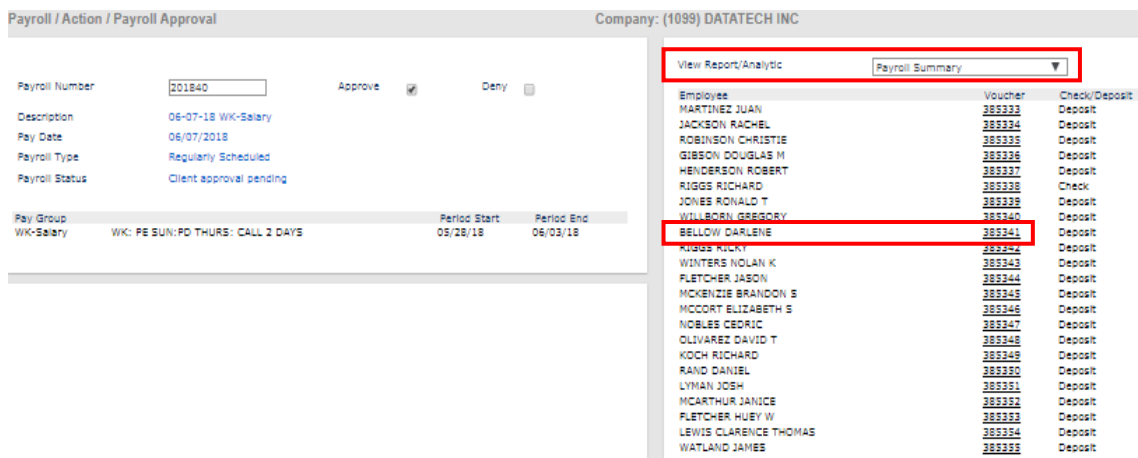 Payroll / Action / Payroll Approval
Company: (1099) DATATECH INC
Payroll Number 201840 Approve Deny
Description 06-07-18 WK-Salary
Pay Date 06/07/2018
Payroll Type Regularly Scheduled
Payroll Status Client approval pending
Pay Group Period Start Period End
WK-Salary WK: PE SUN:PD THURS: CALL 2 DAYS 05/28/18 06/03/18
View Report/Analytic Payroll Summary
Employee Voucher Check/Deposit
MARTINEZ JUAN 385333 Deposit
JACKSON RACHEL 385334 Deposit
ROBINSON CHRISTIE 385335 Deposit
GIBSON DOUGLAS M 385336 Deposit
HENDERSON ROBERT 385337 Deposit
RIGGS RICHARD 385338 Check
JONES RONALD T 385339 Deposit
WILLBORN GREGORY 385340 Deposit
BELLOW DARLENE 385341 Deposit
RIGGS RICKY 385342 Deposit
WINTERS NOLAN K 385343 Deposit
FLETCHER JASON 385344 Deposit
MCKENZIE BRANDON S 385345 Deposit
MCCORT ELIZABETH S 385346 Deposit
NOBLES CEDRIC 385347 Deposit
OLIVAREZ DAVID T 385348 Deposit
KOCH RICHARD 385349 Deposit
RAND DANIEL 385350 Deposit
LYMAN JOSH 385351 Deposit
MCARTHUR JANICE 385352 Deposit
FLETCHER HUEY W 385353 Deposit
LEWIS CLARENCE THOMAS 385354 Deposit
WATLAND JAMES 385355 Deposit